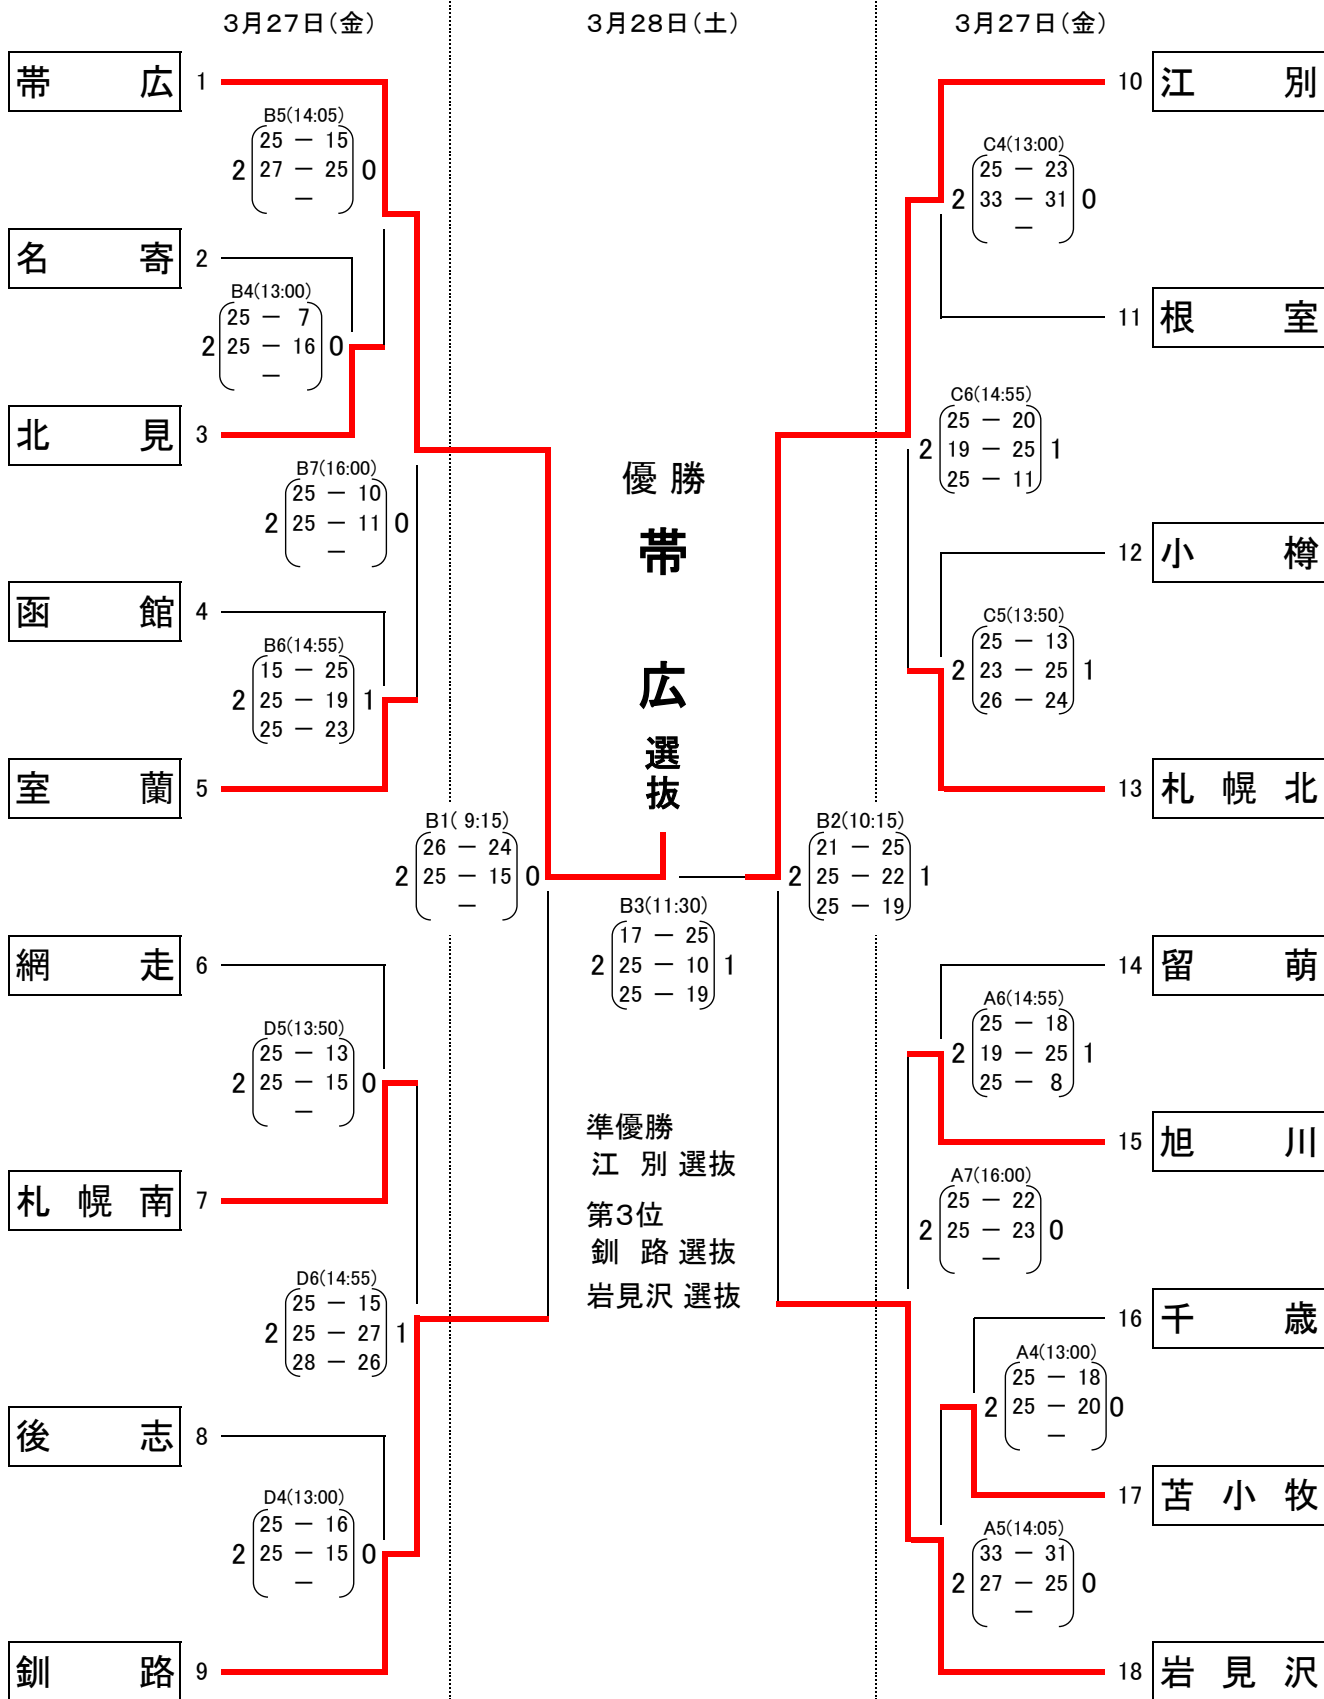 3月27日(金)
3月28日(土)
3月27日(金)
帯 広 1
B5(14:05)
25 － 15
2 27 － 25 0
－
名 寄 2
B4(13:00)
25 － 7
2 25 － 16 0
－
北 見 3
B7(16:00)
25 － 10
2 25 － 11 0
－
函 館 4
B6(14:55)
15 － 25
2 25 － 19 1
25 － 23
室 蘭 5
B1( 9:15)
26 － 24
2 25 － 15 0
－
網 走 6
D5(13:50)
25 － 13
2 25 － 15 0
－
札 幌 南 7
D6(14:55)
25 － 15
2 25 － 27 1
28 － 26
後 志 8
D4(13:00)
25 － 16
2 25 － 15 0
－
釧 路 9
優 勝
帯
広
選
抜
B3(11:30)
17 － 25
2 25 － 10 1
25 － 19
準優勝
江 別 選抜
第3位
釧 路 選抜
岩見沢 選抜
10 江 別
C4(13:00)
25 － 23
2 33 － 31 0
－
11 根 室
C6(14:55)
25 － 20
2 19 － 25 1
25 － 11
12 小 樽
C5(13:50)
25 － 13
2 23 － 25 1
26 － 24
13 札 幌 北
B2(10:15)
21 － 25
2 25 － 22 1
25 － 19
14 留 萌
A6(14:55)
25 － 18
2 19 － 25 1
25 － 8
15 旭 川
A7(16:00)
25 － 22
2 25 － 23 0
－
16 千 歳
A4(13:00)
25 － 18
2 25 － 20 0
－
17 苫 小 牧
A5(14:05)
33 － 31
2 27 － 25 0
－
18 岩 見 沢